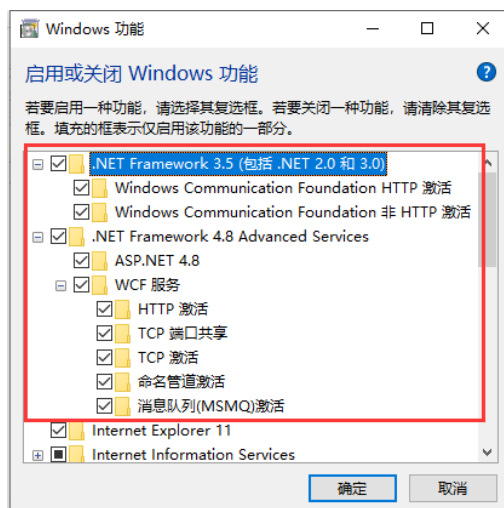 Windows 功能
启用或关闭 Windows 功能
若要启用一种功能，请选择其复选框。若要关闭一种功能，请清除其复选
框。填充的框表示仅启用该功能的一部分。
.NET Framework 3.5 (包括 .NET 2.0 和 3.0)
Windows Communication Foundation HTTP 激活
Windows Communication Foundation 非 HTTP 激活
.NET Framework 4.8 Advanced Services
ASP.NET 4.8
WCF 服务
HTTP 激活
TCP 端口共享
TCP 激活
命名管道激活
消息队列(MSMQ)激活
Internet Explorer 11
Internet Information Services
确定
取消